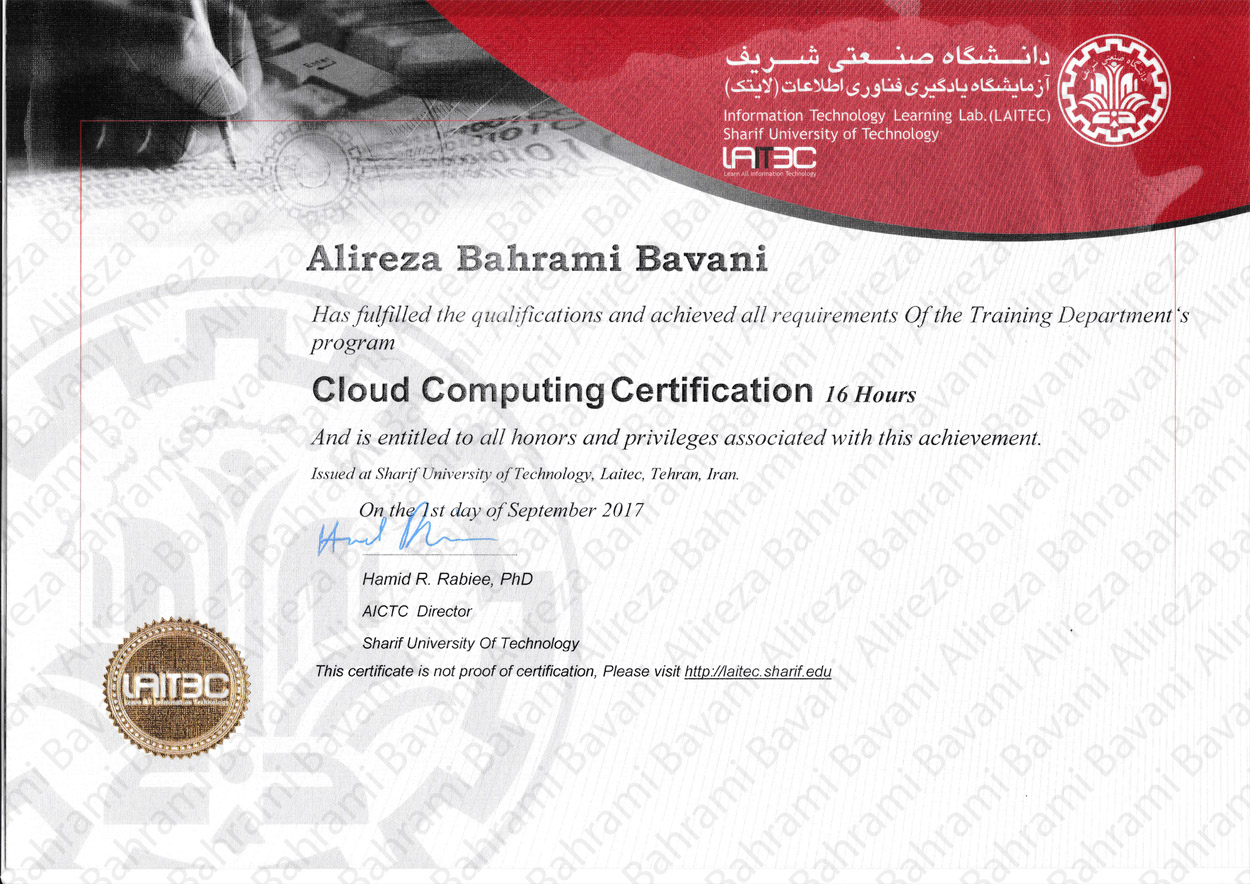 دانشگاه صنعتی شریف
آزمایشگاه یادگیری فناوری اطلاعات (لایتک)
Information Technology Learning Lab.(LAITEC)
Sharif University of Technology
LAITEC
Learn All Information Technology
Alireza Bahrami Bavani
Has fulfilled the qualifications and achieved all requirements Of the Training Department's
program
Cloud Computing Certification 16 Hours
And is entitled to all honors and privileges associated with this achievement.
Issued at Sharif University of Technology, Laitec, Tehran, Iran.
On the 1st day of September 2017
Hamid R. Rabiee, PhD
AICTC Director
Sharif University Of Technology
This certificate is not proof of certification, Please visit http://laitec.sharif.edu
LAITEC
Learn All Information Technology